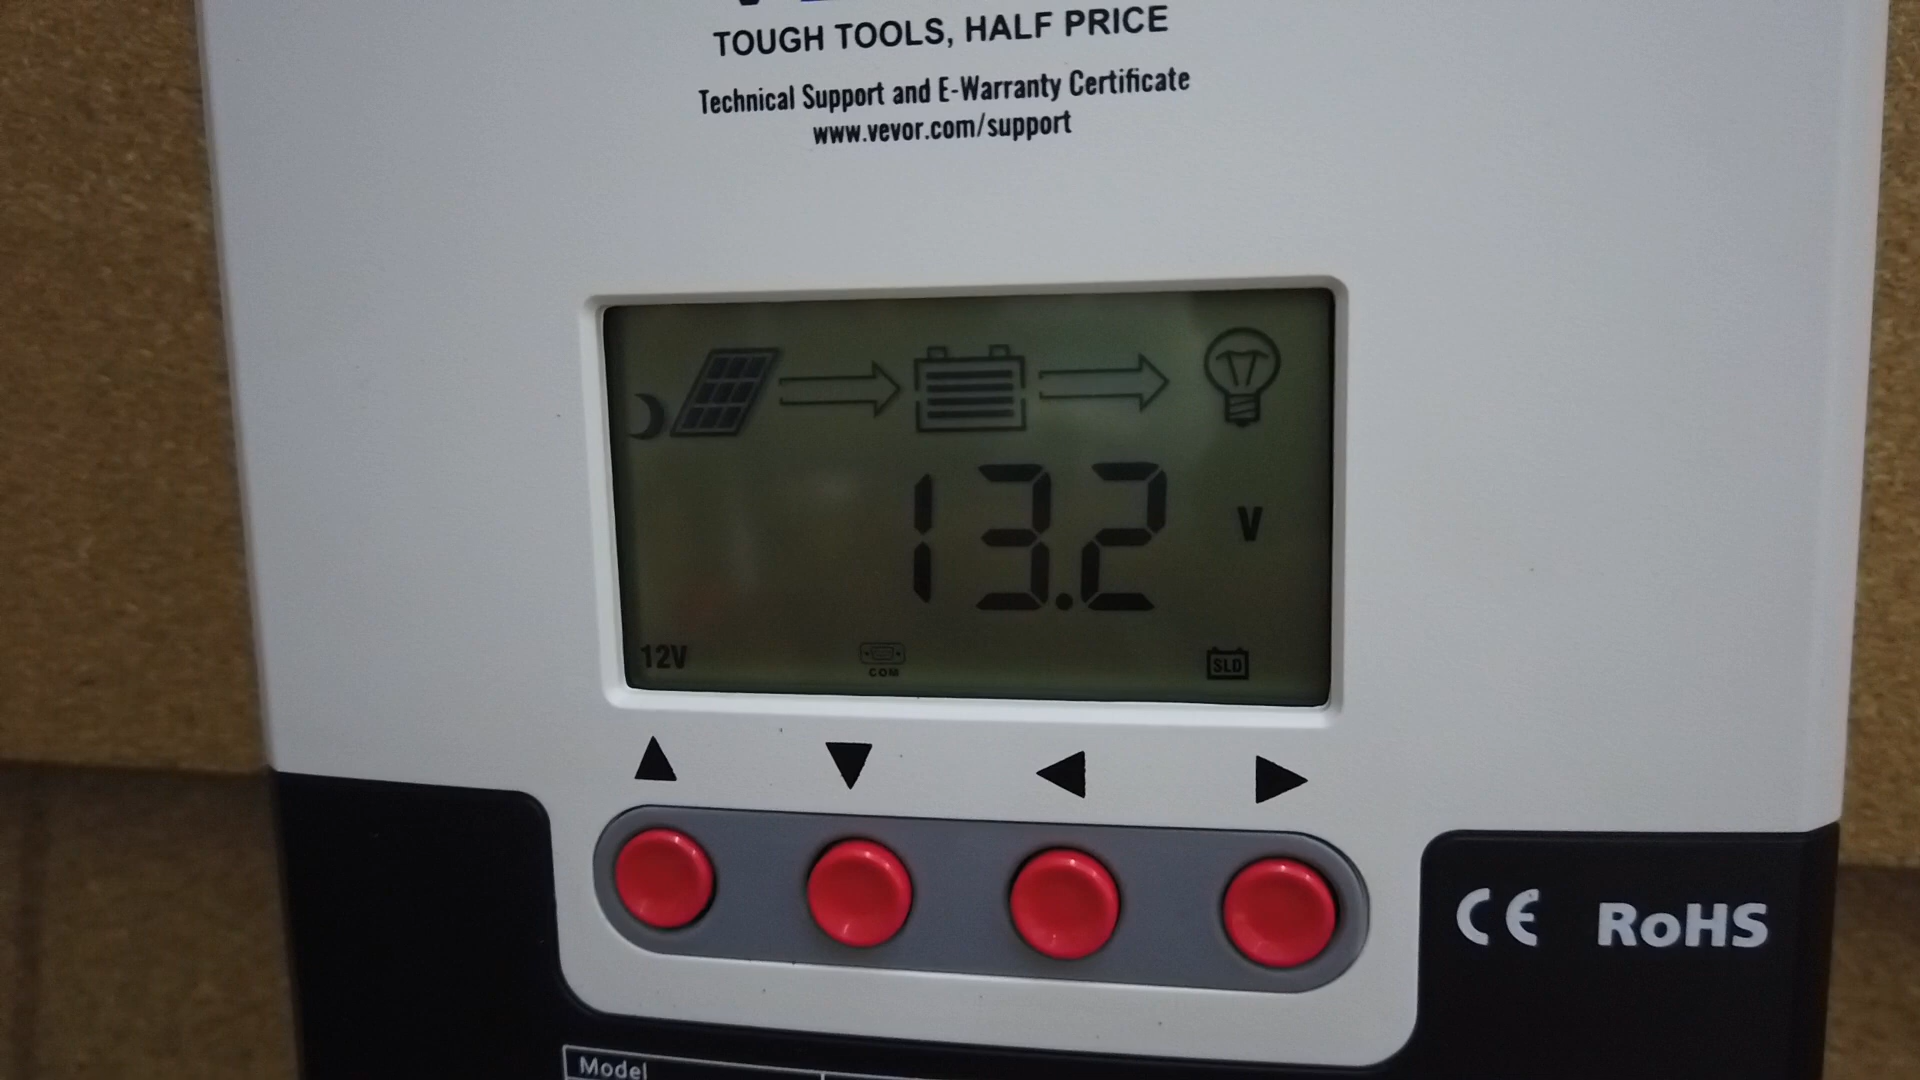 TOUGH TOOLS, HALF PRICE
Technical Support and E-Warranty Certificate
www.vevor.com/support
13.2 V
12V COM SLD
CE RoHS
Model